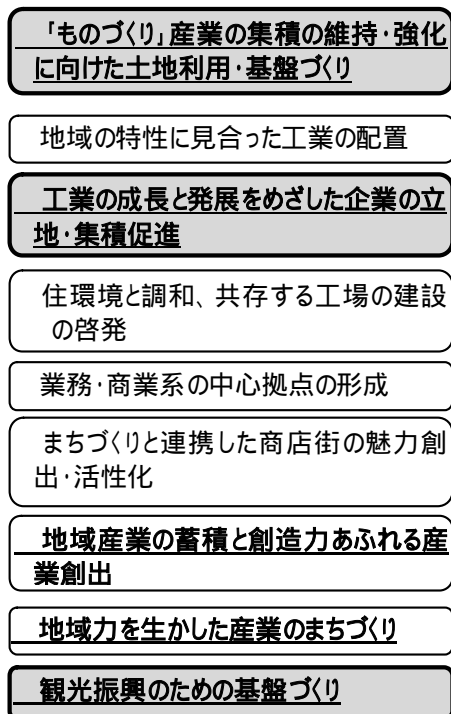 「ものづくり」産業の集積の維持・強化
に向けた土地利用・基盤づくり
地域の特性に見合った工業の配置
工業の成長と発展をめざした企業の立
地・集積促進
住環境と調和、共存する工場の建設
の啓発
業務・商業系の中心拠点の形成
まちづくりと連携した商店街の魅力創
出・活性化
地域産業の蓄積と創造力あふれる産
業創出
地域力を生かした産業のまちづくり
観光振興のための基盤づくり